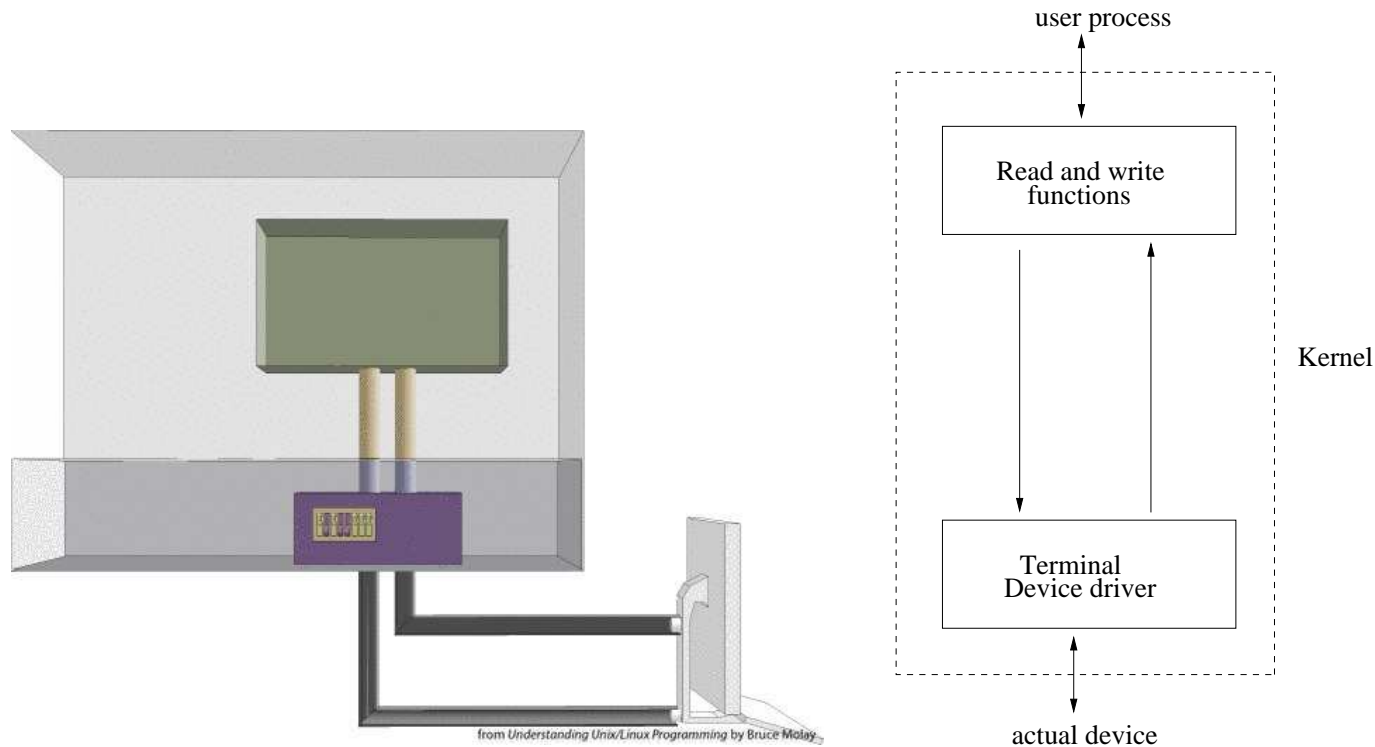 user process
Read and write
functions
Kernel
Terminal
Device driver
from Understanding Unix/Linux Programming by Bruce Molay
actual device